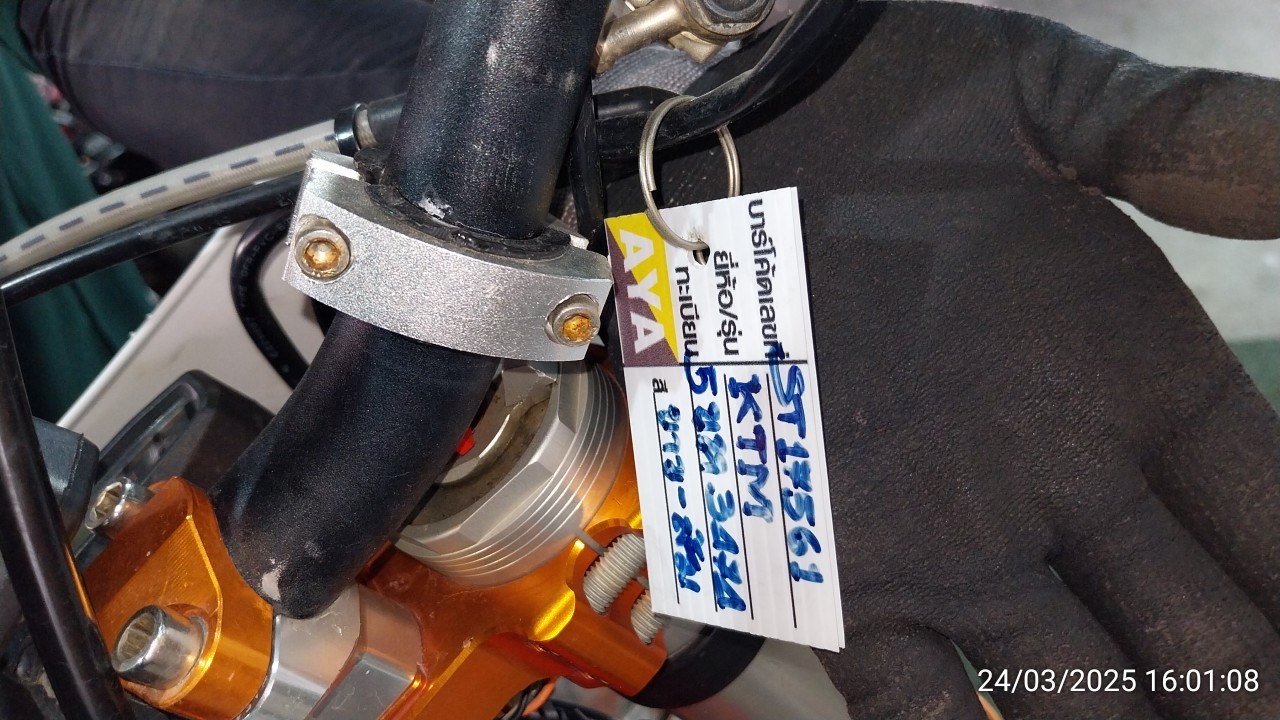 AYA
บาร์โค้ดเลขที่ ST17561
ยี่ห้อ/รุ่น KTM
ทะเบียน 5ขล 3474
สี ขาว-ส้ม
24/03/2025 16:01:08